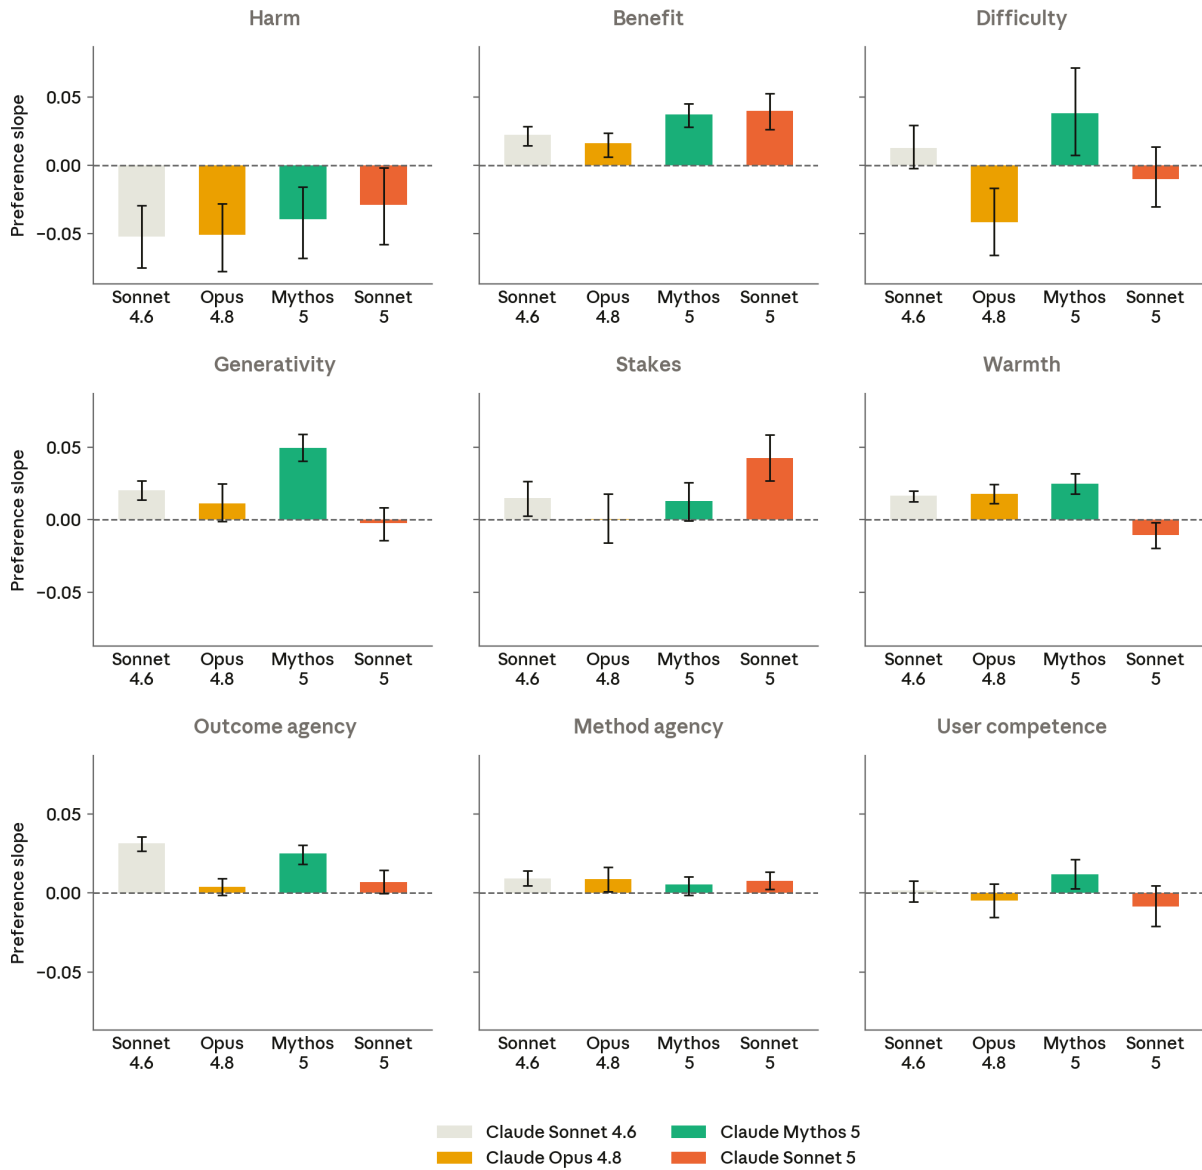 Harm
Benefit
Difficulty
Preference slope
0.05
0.00
−0.05
Sonnet 4.6
Opus 4.8
Mythos 5
Sonnet 5
Sonnet 4.6
Opus 4.8
Mythos 5
Sonnet 5
Sonnet 4.6
Opus 4.8
Mythos 5
Sonnet 5
Generativity
Stakes
Warmth
Preference slope
0.05
0.00
−0.05
Sonnet 4.6
Opus 4.8
Mythos 5
Sonnet 5
Sonnet 4.6
Opus 4.8
Mythos 5
Sonnet 5
Sonnet 4.6
Opus 4.8
Mythos 5
Sonnet 5
Outcome agency
Method agency
User competence
Preference slope
0.05
0.00
−0.05
Sonnet 4.6
Opus 4.8
Mythos 5
Sonnet 5
Sonnet 4.6
Opus 4.8
Mythos 5
Sonnet 5
Sonnet 4.6
Opus 4.8
Mythos 5
Sonnet 5
Claude Sonnet 4.6
Claude Mythos 5
Claude Opus 4.8
Claude Sonnet 5